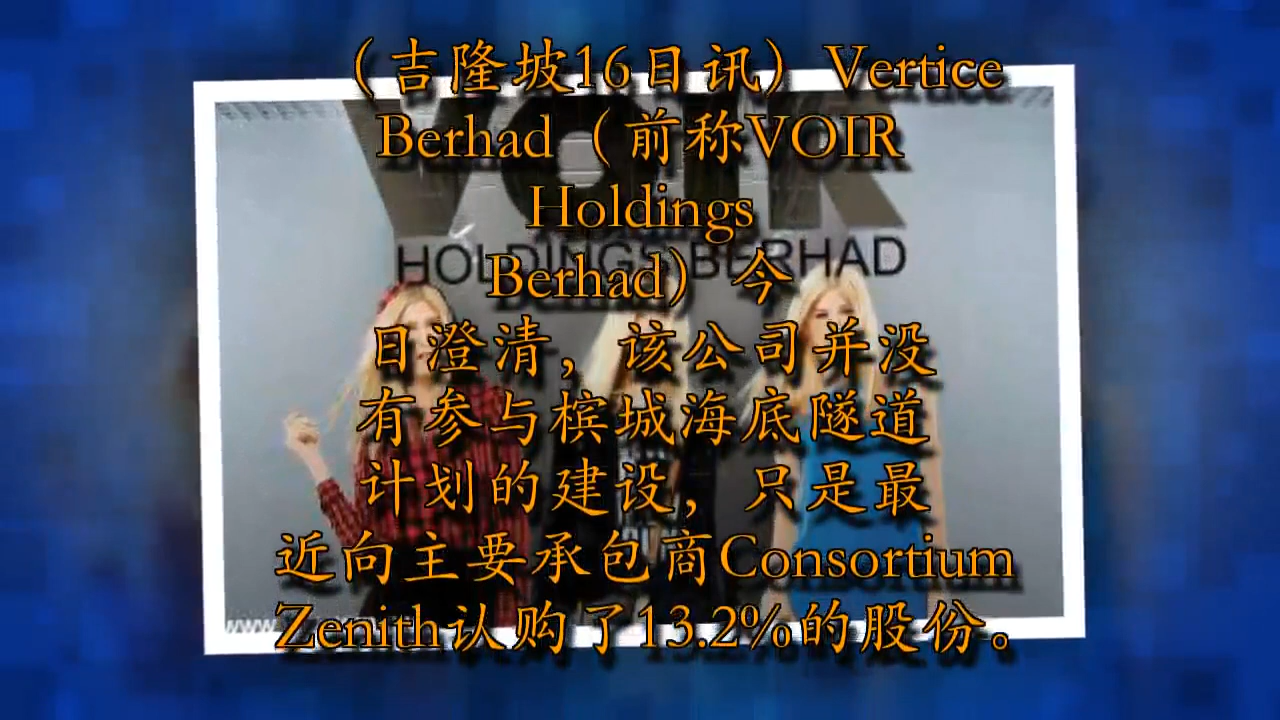 （吉隆坡16日讯）Vertice
Berhad（前称VOIR
Holdings
Berhad）今
日澄清，该公司并没
有参与槟城海底隧道
计划的建设，只是最
近向主要承包商Consortium
Zenith认购了13.2%的股份。
VOIR
HOLDINGS BERHAD
www